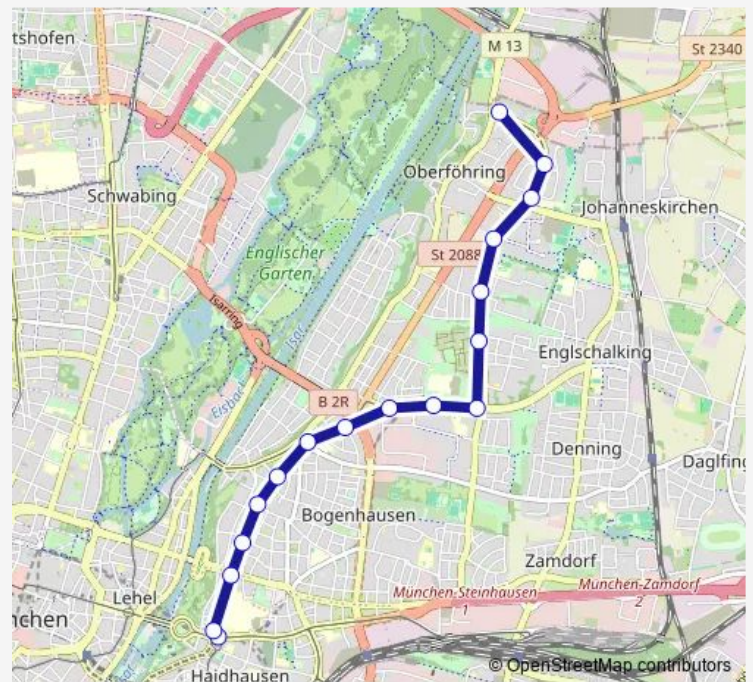 tshofen
M 13
St 2340
Schwabing
Oberföhring
Johanneskirchen
Englischer
Garten
St 2088
Isarring
Isar
Eisbach
Englschalking
B 2R
Denning
Daglfing
Bogenhausen
Zamdorf
München-Steinhausen
1
München-Zamdorf
2
Lehel
nchen
Haidhausen
© OpenStreetMap contributors